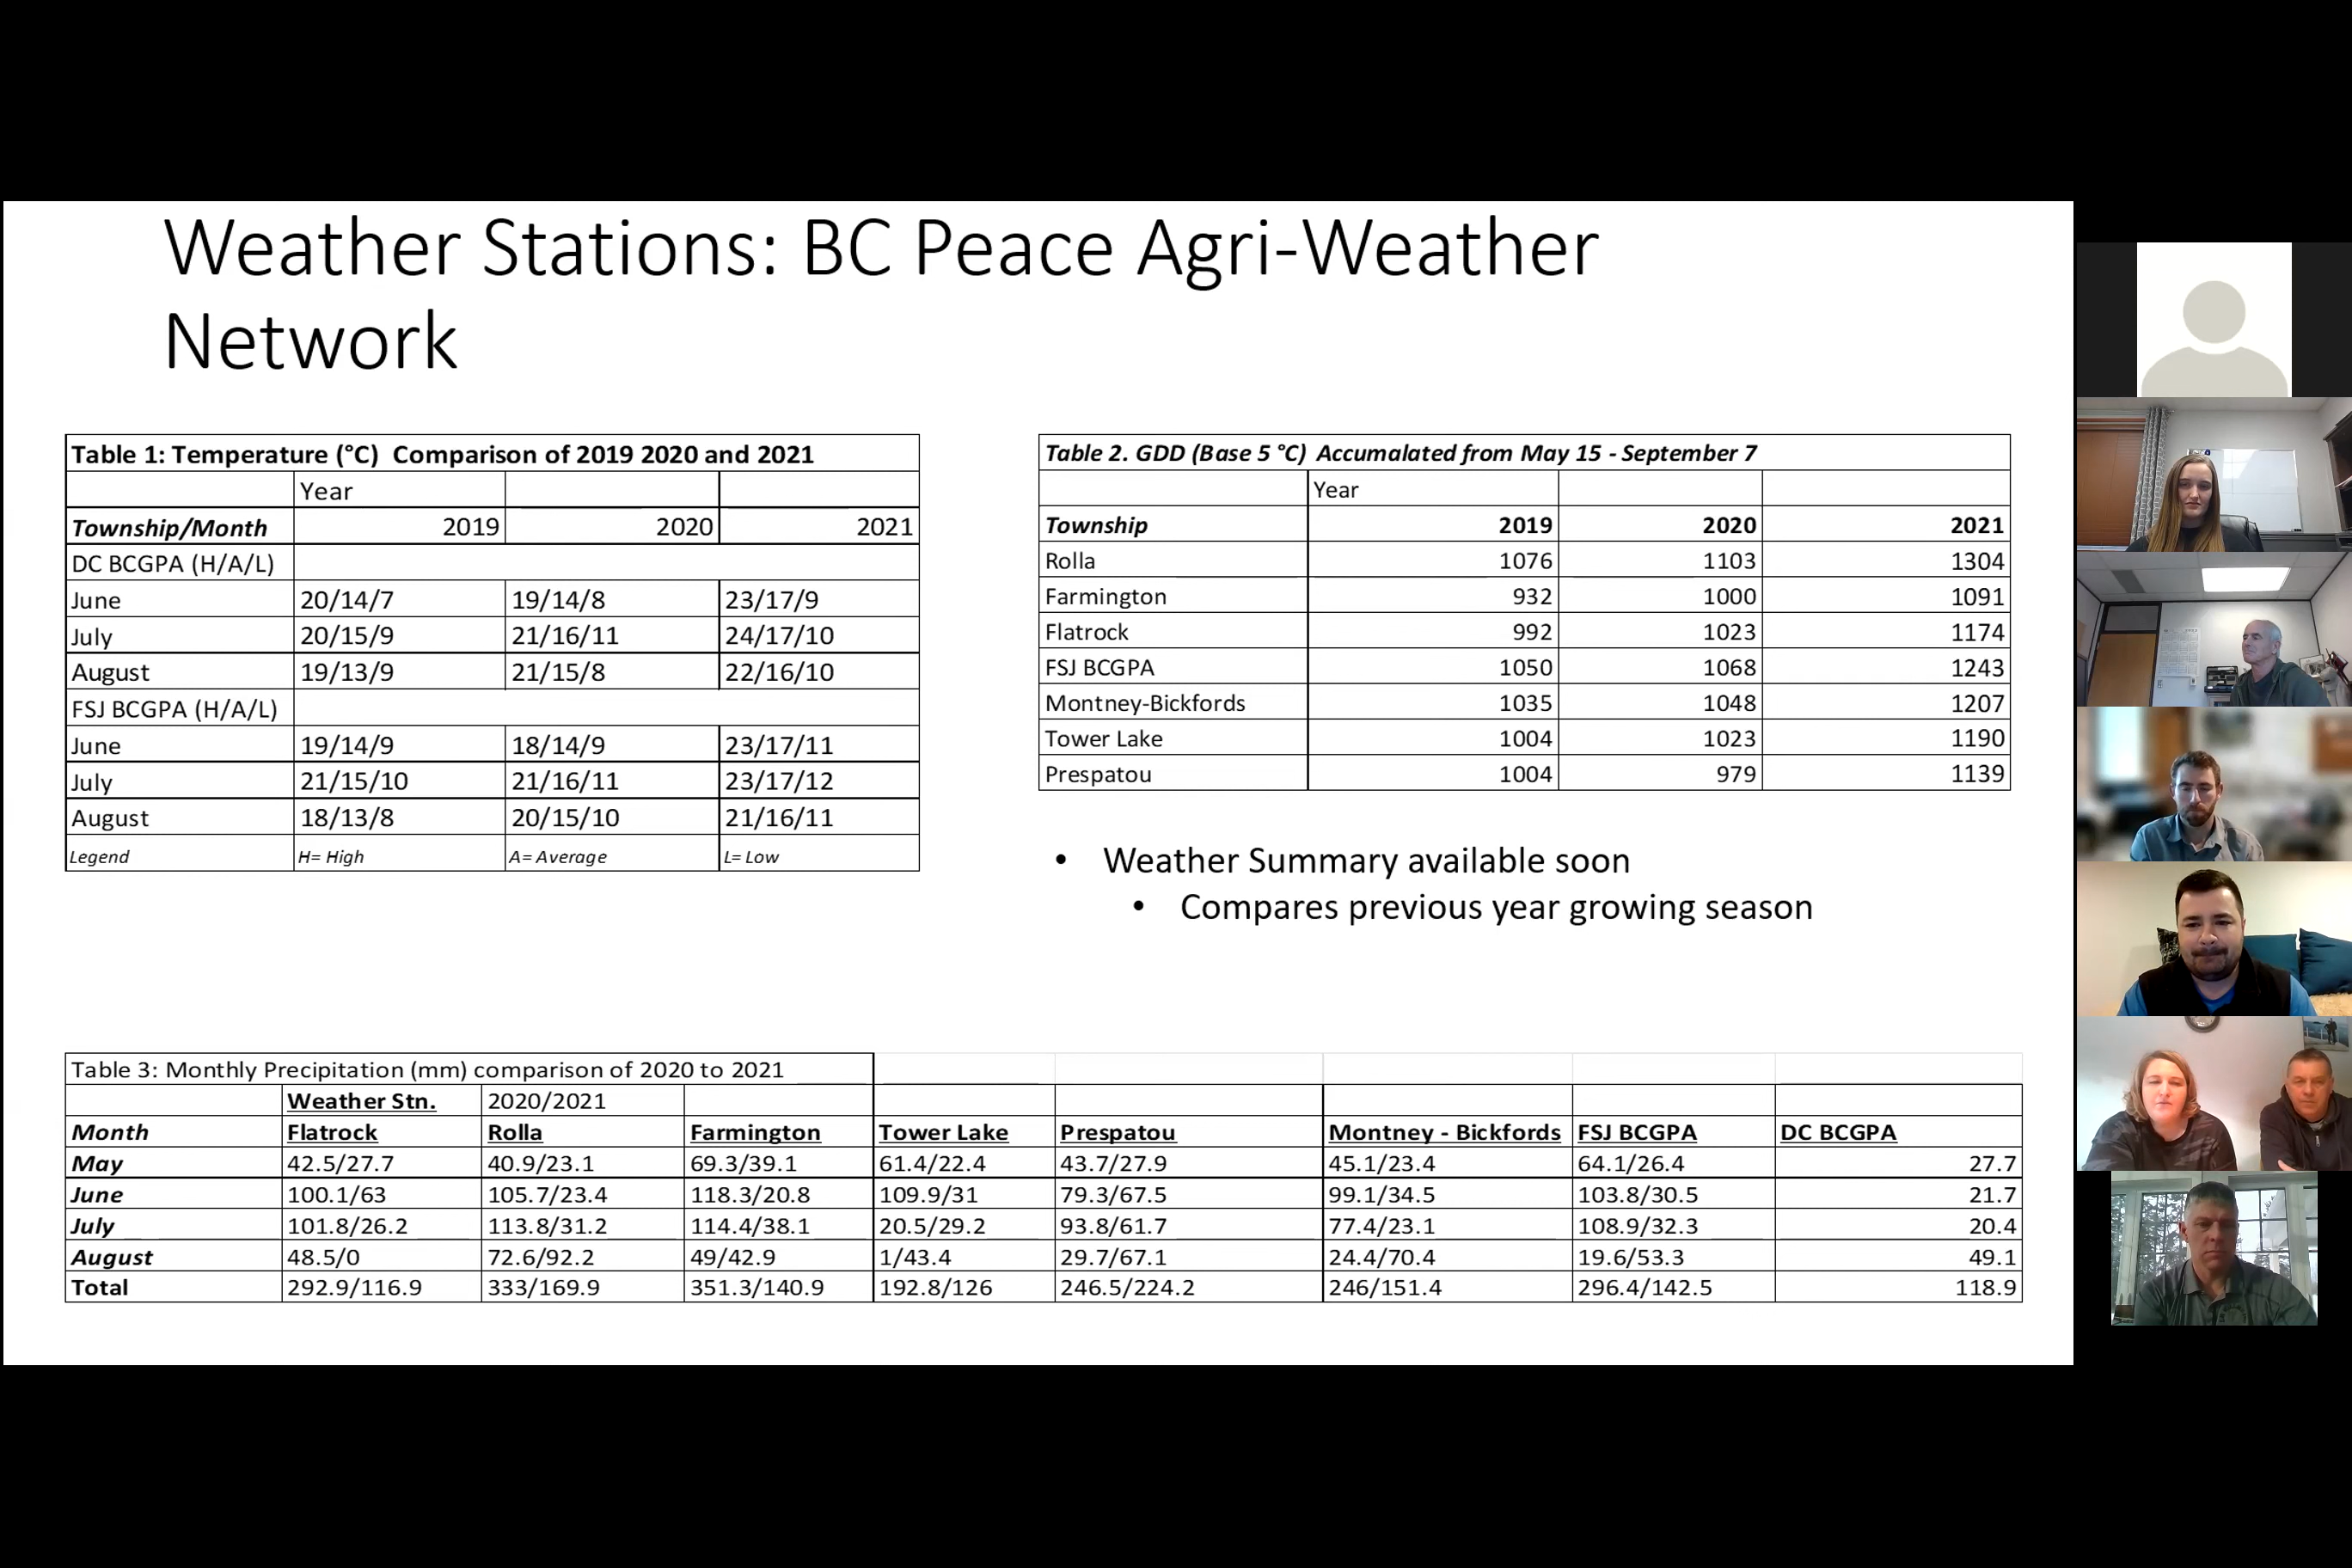 Weather Stations: BC Peace Agri-Weather
Network
Table 1: Temperature (°C) Comparison of 2019 2020 and 2021
Year
Township/Month 2019 2020 2021
DC BCGPA (H/A/L)
June 20/14/7 19/14/8 23/17/9
July 20/15/9 21/16/11 24/17/10
August 19/13/9 21/15/8 22/16/10
FSJ BCGPA (H/A/L)
June 19/14/9 18/14/9 23/17/11
July 21/15/10 21/16/11 23/17/12
August 18/13/8 20/15/10 21/16/11
Legend H= High A= Average L= Low
Table 2. GDD (Base 5 °C) Accumalated from May 15 - September 7
Year
Township 2019 2020 2021
Rolla 1076 1103 1304
Farmington 932 1000 1091
Flatrock 992 1023 1174
FSJ BCGPA 1050 1068 1243
Montney-Bickfords 1035 1048 1207
Tower Lake 1004 1023 1190
Prespatou 1004 979 1139
• Weather Summary available soon
• Compares previous year growing season
Table 3: Monthly Precipitation (mm) comparison of 2020 to 2021
Weather Stn. 2020/2021
Month Flatrock Rolla Farmington Tower Lake Prespatou Montney - Bickfords FSJ BCGPA DC BCGPA
May 42.5/27.7 40.9/23.1 69.3/39.1 61.4/22.4 43.7/27.9 45.1/23.4 64.1/26.4 27.7
June 100.1/63 105.7/23.4 118.3/20.8 109.9/31 79.3/67.5 99.1/34.5 103.8/30.5 21.7
July 101.8/26.2 113.8/31.2 114.4/38.1 20.5/29.2 93.8/61.7 77.4/23.1 108.9/32.3 20.4
August 48.5/0 72.6/92.2 49/42.9 1/43.4 29.7/67.1 24.4/70.4 19.6/53.3 49.1
Total 292.9/116.9 333/169.9 351.3/140.9 192.8/126 246.5/224.2 246/151.4 296.4/142.5 118.9